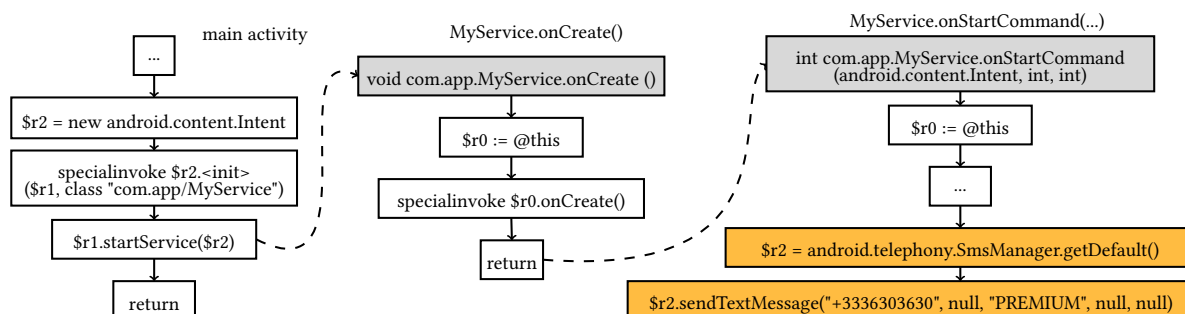 main activity
...
$r2 = new android.content.Intent
specialinvoke $r2.<init>
($r1, class "com.app/MyService")
$r1.startService($r2)
return
MyService.onCreate()
void com.app.MyService.onCreate ()
$r0 := @this
specialinvoke $r0.onCreate()
return
MyService.onStartCommand(...)
int com.app.MyService.onStartCommand
(android.content.Intent, int, int)
$r0 := @this
...
$r2 = android.telephony.SmsManager.getDefault()
$r2.sendTextMessage("+3336303630", null, "PREMIUM", null, null)